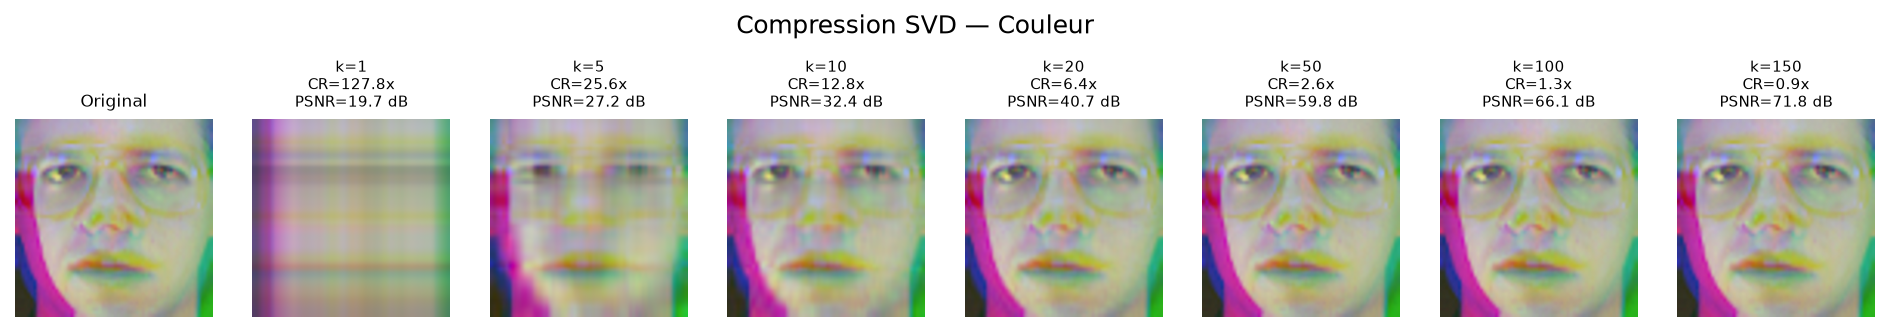 Compression SVD — Couleur
Original
k=1
CR=127.8x
PSNR=19.7 dB
k=5
CR=25.6x
PSNR=27.2 dB
k=10
CR=12.8x
PSNR=32.4 dB
k=20
CR=6.4x
PSNR=40.7 dB
k=50
CR=2.6x
PSNR=59.8 dB
k=100
CR=1.3x
PSNR=66.1 dB
k=150
CR=0.9x
PSNR=71.8 dB